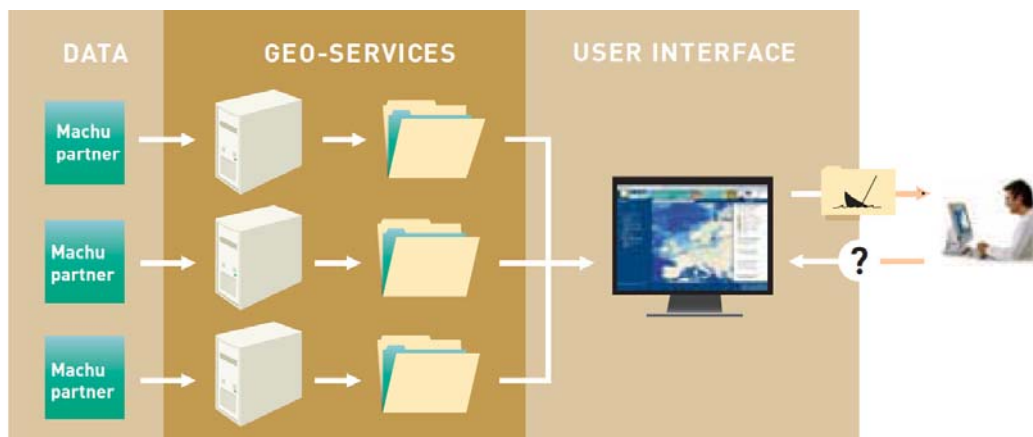 DATA
GEO-SERVICES
USER INTERFACE
Machu
partner
Machu
partner
Machu
partner
?